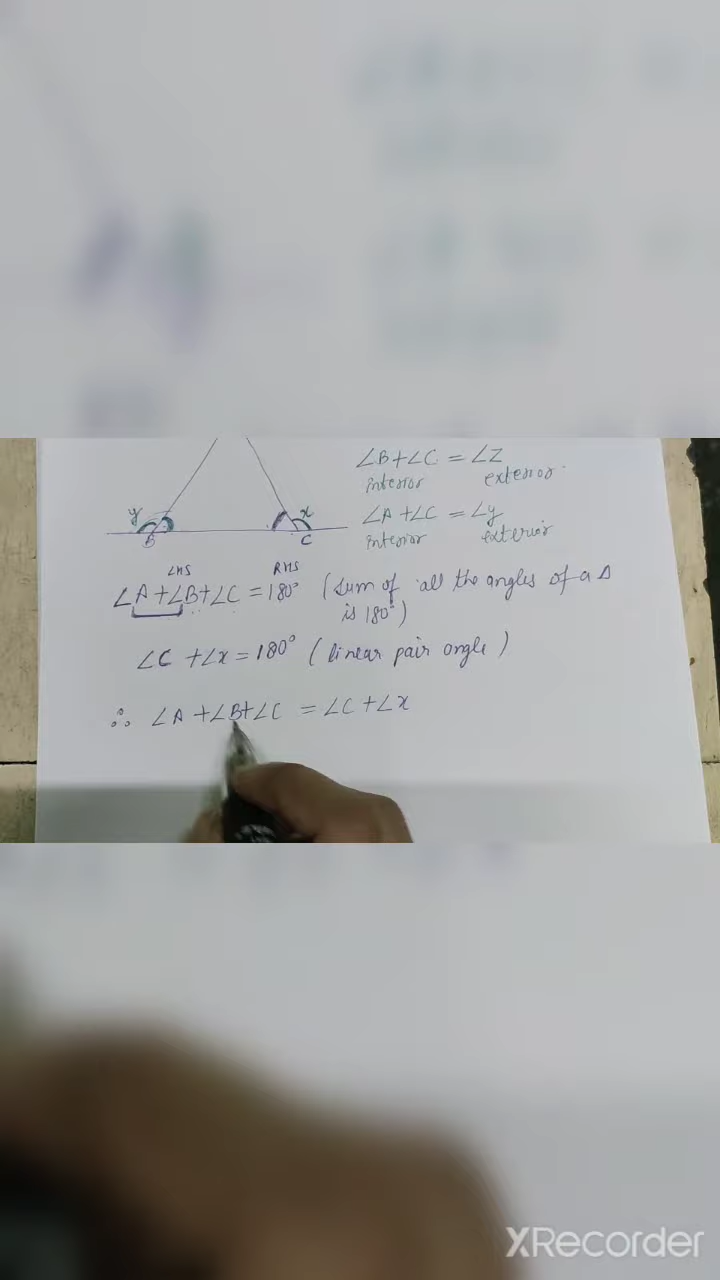 ∠B+∠C = ∠Z
interior exterior.
y x
∠A +∠C = ∠y
interior exterior
B C
LHS RHS
∠A+∠B+∠C = 180° (Sum of all the angles of a Δ
is 180°)
∠C +∠x = 180° (linear pair angle)
∴ ∠A +∠B+∠C = ∠C +∠x
XRecorder